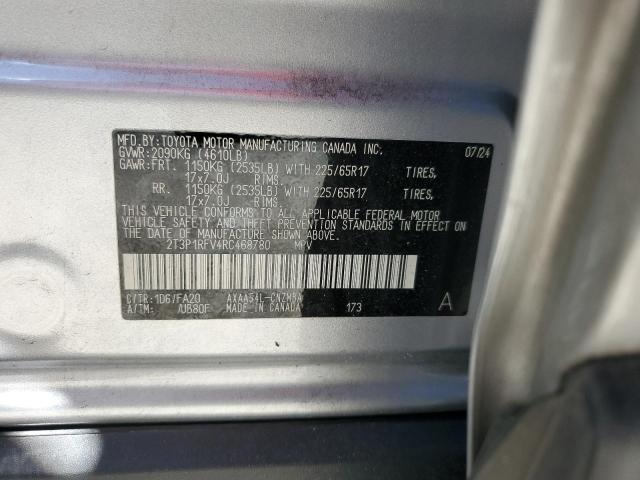 MFD.BY:TOYOTA MOTOR MANUFACTURING CANADA INC. 07/24
GVWR:2090KG (4610LB)
GAWR:FRT. 1150KG (2535LB) WITH 225/65R17 TIRES,
17x7.0J RIMS,
RR. 1150KG (2535LB) WITH 225/65R17 TIRES,
17x7.0J RIMS,
THIS VEHICLE CONFORMS TO ALL APPLICABLE FEDERAL MOTOR
VEHICLE SAFETY AND THEFT PREVENTION STANDARDS IN EFFECT ON
THE DATE OF MANUFACTURE SHOWN ABOVE.
2T3P1RFV4RC468780 MPV
C/TR:1D6/FA20 AXAA54L-CNZMBA
A/TM: /UB80F MADE IN CANADA 173 A